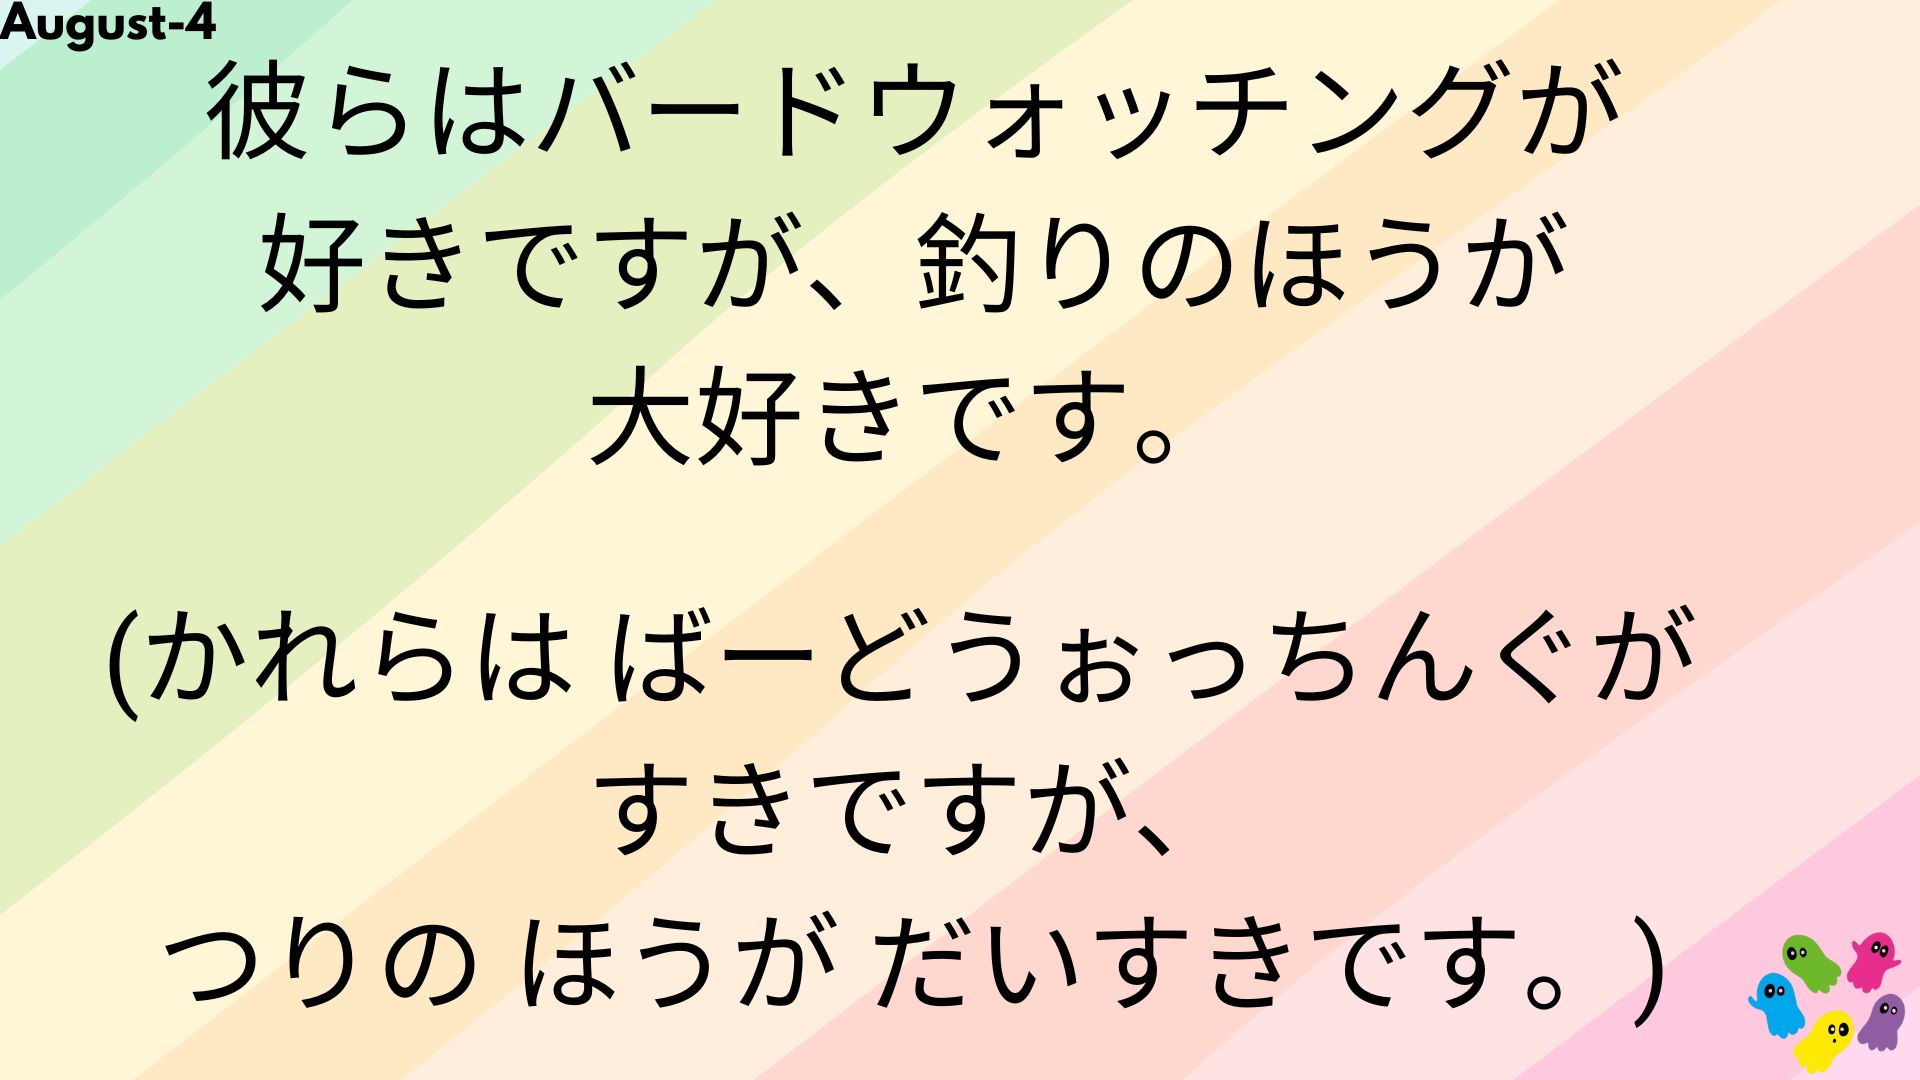 August-4
彼らはバードウォッチングが
好きですが、釣りのほうが
大好きです。
(かれらは ばーどうぉっちんぐが
すきですが、
つりの ほうが だいすきです。)